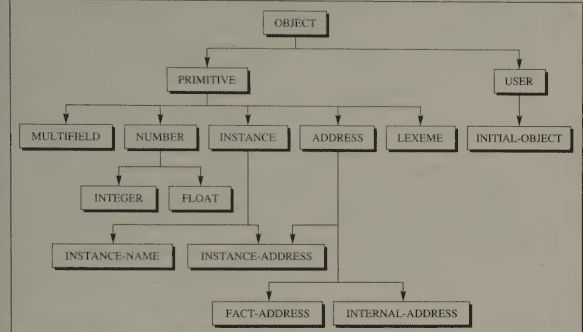 OBJECT
PRIMITIVE
USER
MULTIFIELD
NUMBER
INSTANCE
ADDRESS
LEXEME
INITIAL-OBJECT
INTEGER
FLOAT
INSTANCE-NAME
INSTANCE-ADDRESS
FACT-ADDRESS
INTERNAL-ADDRESS